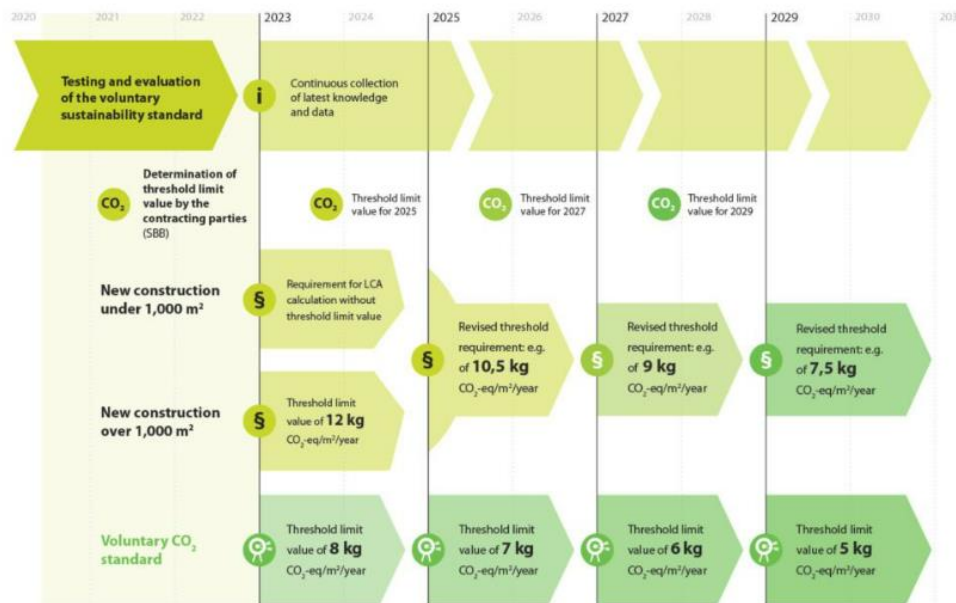 2020 2021 2022 2023 2024 2025 2026 2027 2028 2029 2030
Testing and evaluation
of the voluntary
sustainability standard
i
Continuous collection
of latest knowledge
and data
CO₂
Determination of
threshold limit
value by the
contracting parties
(SBB)
CO₂
Threshold limit
value for 2025
CO₂
Threshold limit
value for 2027
CO₂
Threshold limit
value for 2029
New construction
under 1,000 m²
§
Requirement for LCA
calculation without
threshold limit value
New construction
over 1,000 m²
§
Threshold limit
value of 12 kg
CO₂-eq/m²/year
§
Revised threshold
requirement: e.g.
of 10,5 kg
CO₂-eq/m²/year
§
Revised threshold
requirement: e.g.
of 9 kg
CO₂-eq/m²/year
§
Revised threshold
requirement: e.g.
of 7,5 kg
CO₂-eq/m²/year
Voluntary CO₂
standard
Threshold limit
value of 8 kg
CO₂-eq/m²/year
Threshold limit
value of 7 kg
CO₂-eq/m²/year
Threshold limit
value of 6 kg
CO₂-eq/m²/year
Threshold limit
value of 5 kg
CO₂-eq/m²/year